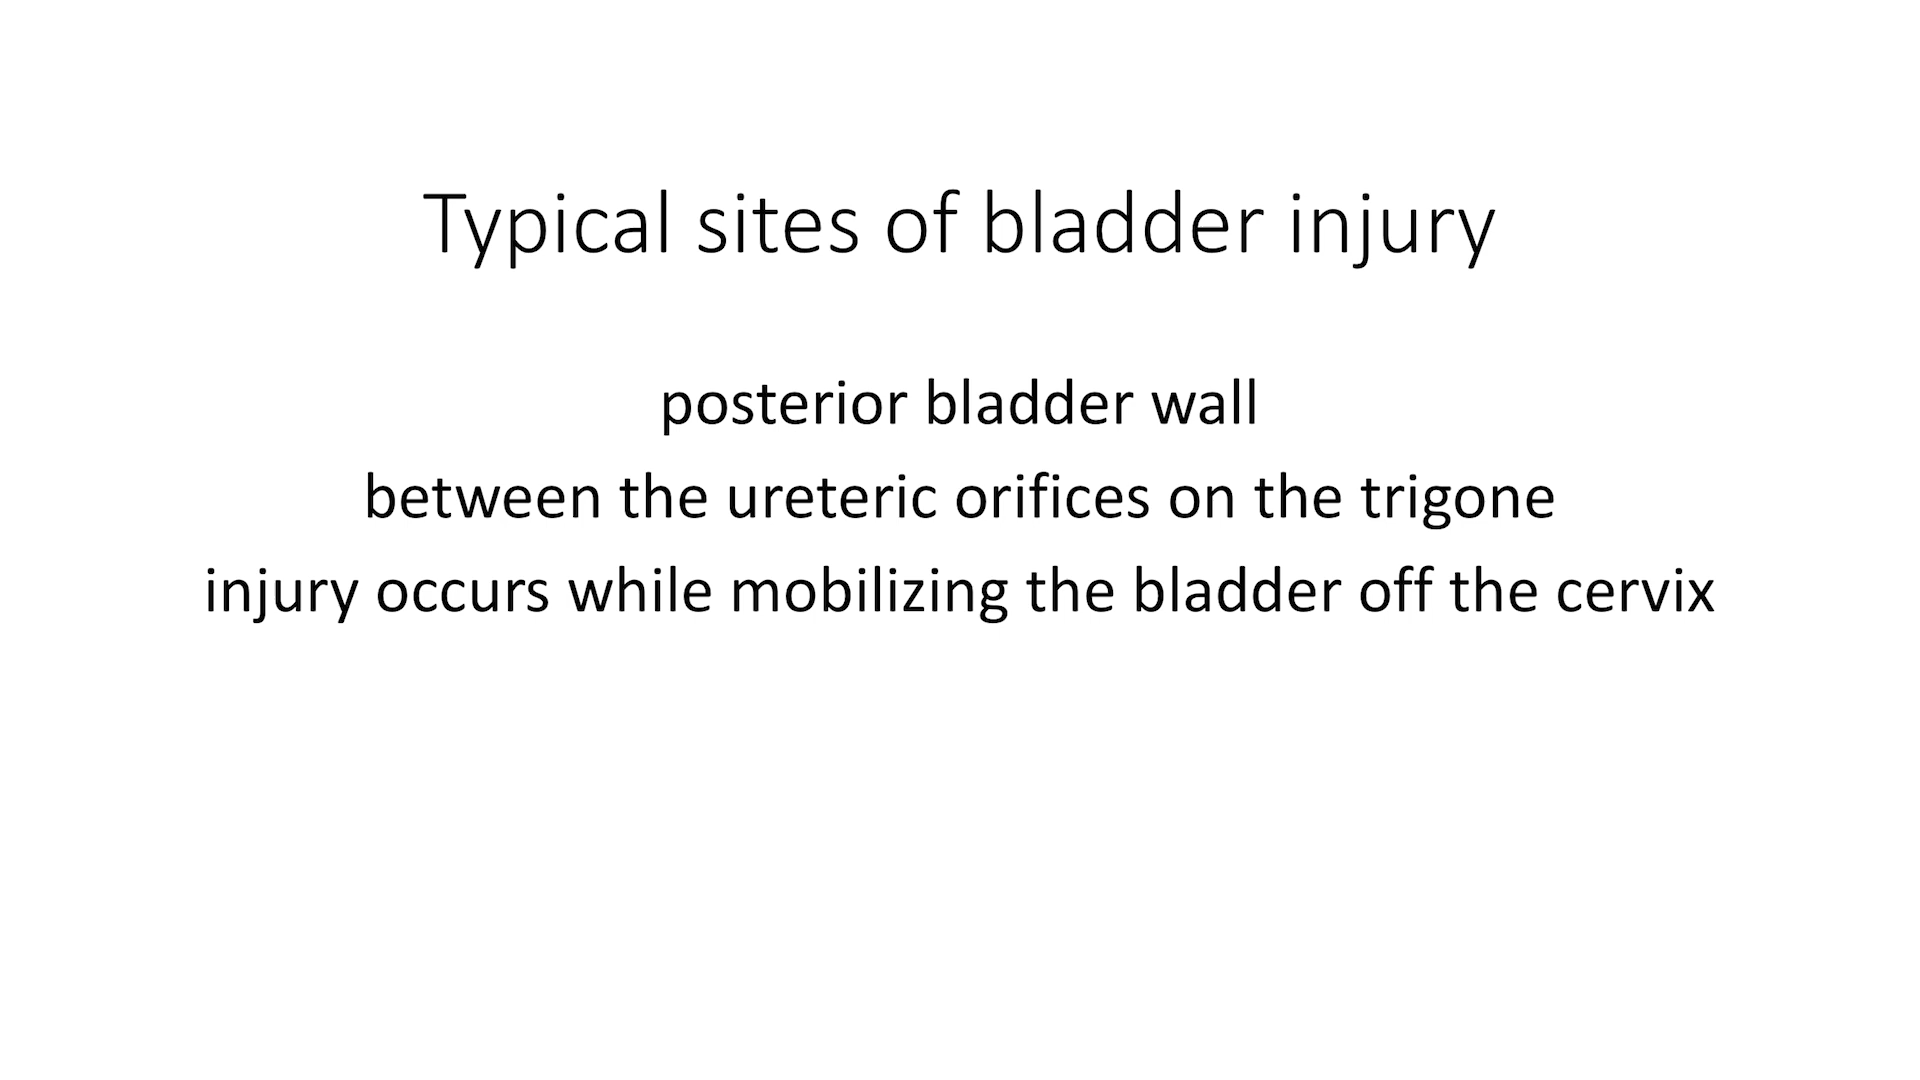 Typical sites of bladder injury
posterior bladder wall
between the ureteric orifices on the trigone
injury occurs while mobilizing the bladder off the cervix